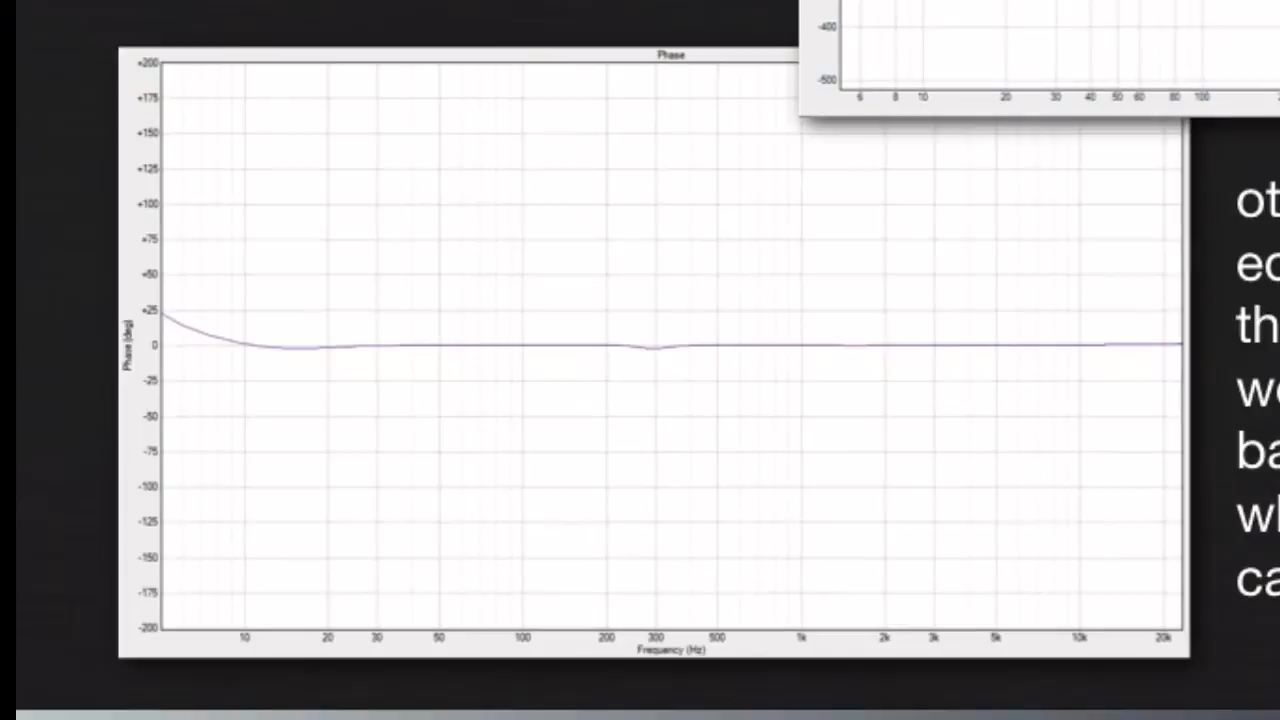 -400
-500
6 8 10 20 30 40 50 60 80 100
Phase
+200
+175
+150
+125
+100
+75
+50
+25
0
-25
-50
-75
-100
-125
-150
-175
-200
Phase (deg)
10 20 30 50 100 200 300 500 1k 2k 3k 5k 10k 20k
Frequency (Hz)
ot
th
w
ba
w
ca